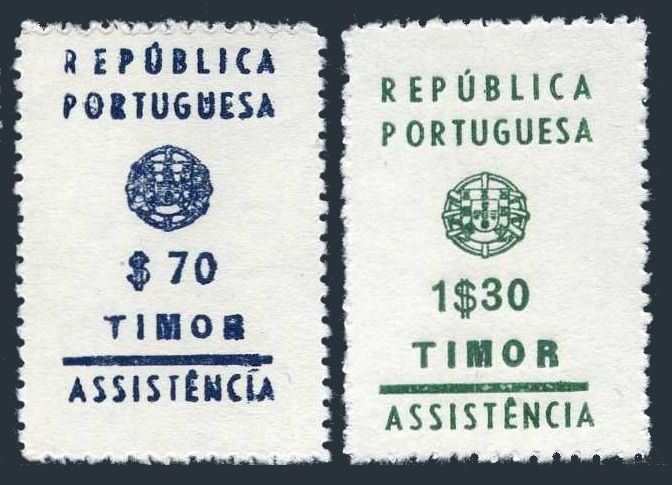 REPÚBLICA
PORTUGUESA
$70
TIMOR
ASSISTÊNCIA
REPÚBLICA
PORTUGUESA
1$30
TIMOR
ASSISTÊNCIA